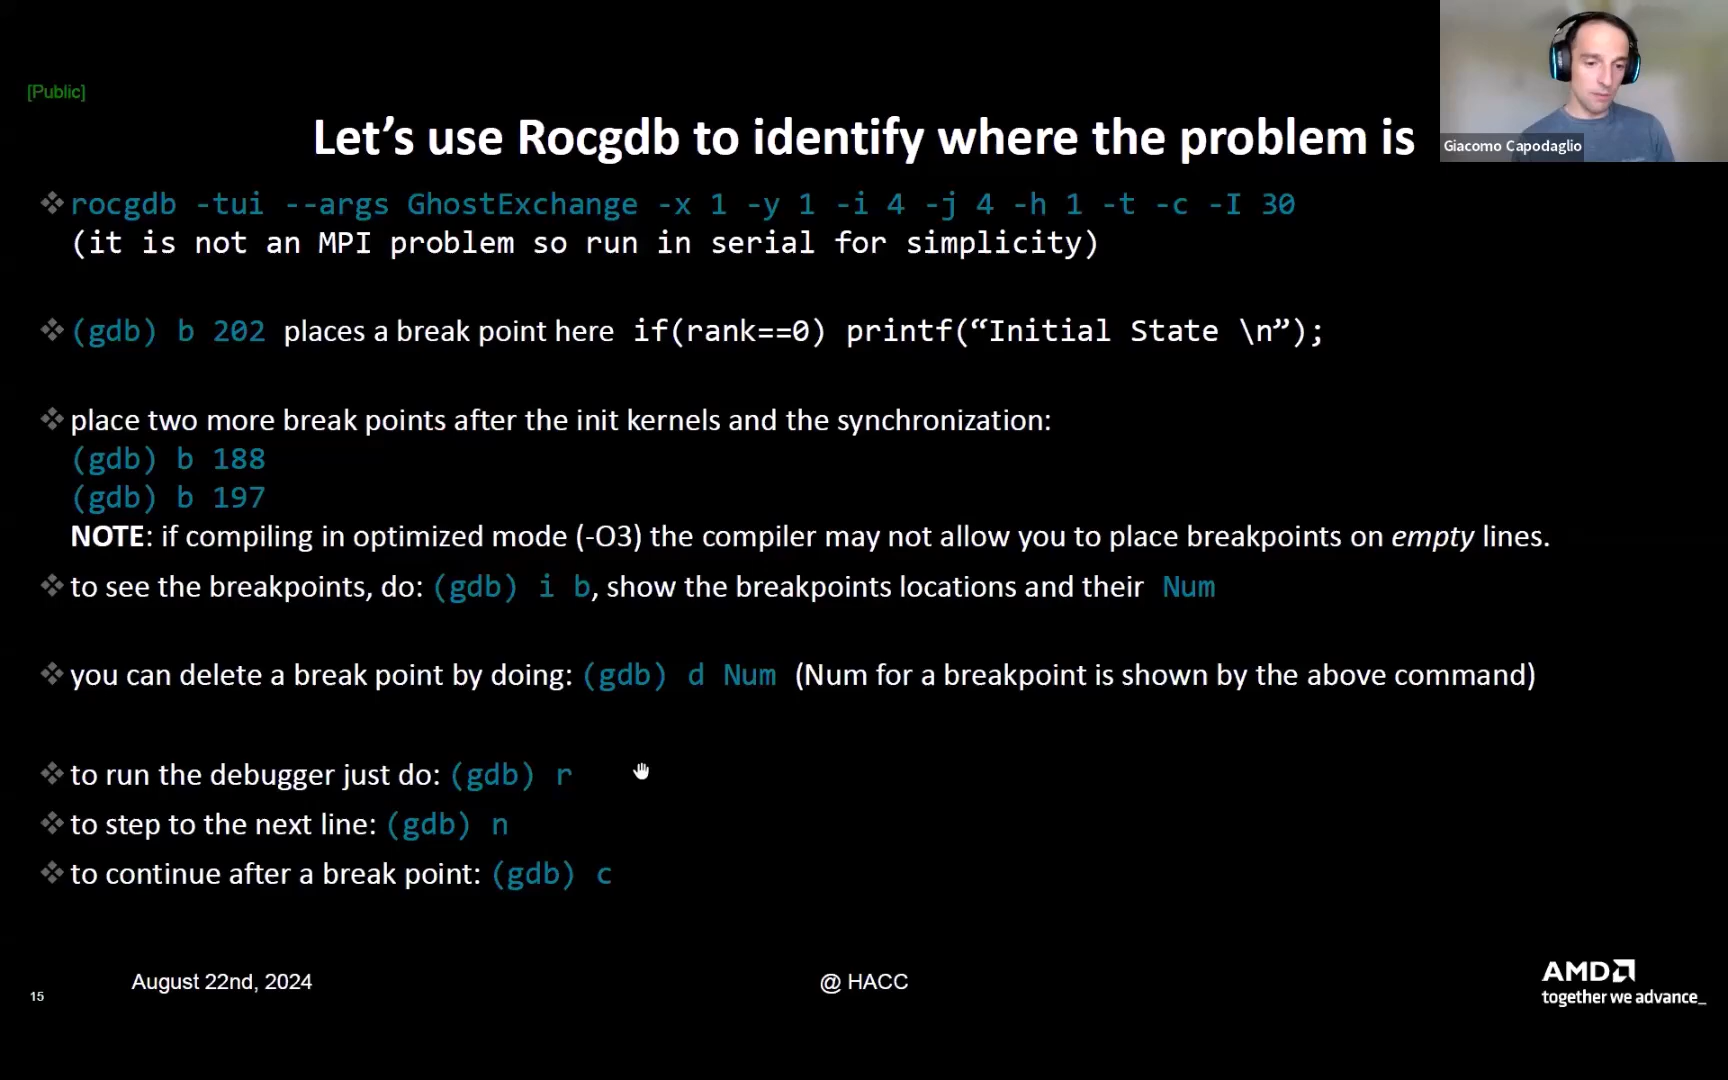 [Public]
Giacomo Capodaglio
Let’s use Rocgdb to identify where the problem is
❖ rocgdb -tui --args GhostExchange -x 1 -y 1 -i 4 -j 4 -h 1 -t -c -I 30
(it is not an MPI problem so run in serial for simplicity)
❖ (gdb) b 202 places a break point here if(rank==0) printf(“Initial State \n”);
❖ place two more break points after the init kernels and the synchronization:
(gdb) b 188
(gdb) b 197
NOTE: if compiling in optimized mode (-O3) the compiler may not allow you to place breakpoints on empty lines.
❖ to see the breakpoints, do: (gdb) i b, show the breakpoints locations and their Num
❖ you can delete a break point by doing: (gdb) d Num (Num for a breakpoint is shown by the above command)
❖ to run the debugger just do: (gdb) r
❖ to step to the next line: (gdb) n
❖ to continue after a break point: (gdb) c
15
August 22nd, 2024
@ HACC
AMD
together we advance_